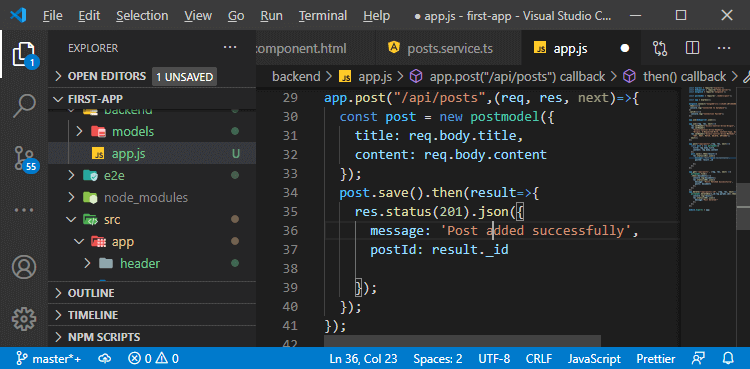 File Edit Selection View Go Run Terminal Help ● app.js - first-app - Visual Studio C...
EXPLORER ...
OPEN EDITORS 1 UNSAVED
FIRST-APP
backend
models
app.js U
e2e
node_modules
src
app
header
OUTLINE
TIMELINE
NPM SCRIPTS
1
55
component.html posts.service.ts app.js ●
backend > app.js > app.post("/api/posts") callback > then() callback >
29 app.post("/api/posts",(req, res, next)=>{
30 const post = new postmodel({
31 title: req.body.title,
32 content: req.body.content
33 });
34 post.save().then(result=>{
35 res.status(201).json({
36 message: 'Post added successfully',
37 postId: result._id
38
39 });
40 });
41 });
42
master*+ 0 0 Ln 36, Col 23 Spaces: 2 UTF-8 CRLF JavaScript Prettier